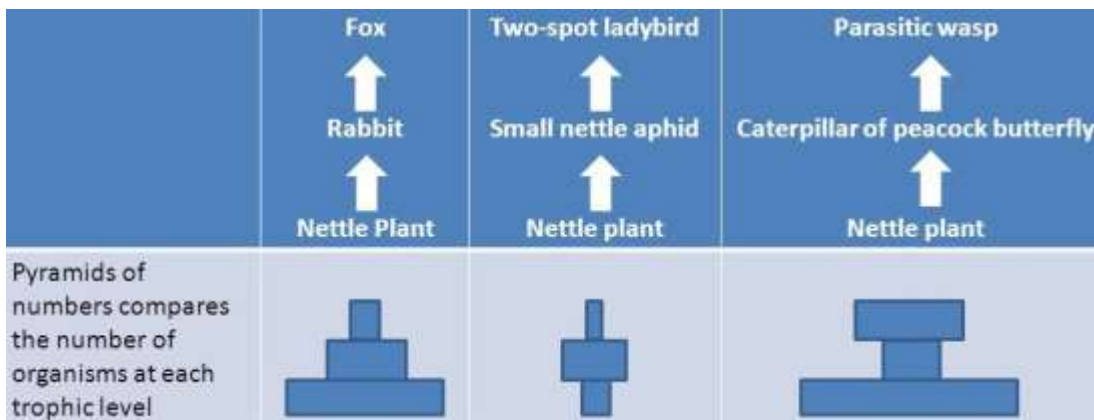 Fox
Rabbit
Nettle Plant
Two-spot ladybird
Small nettle aphid
Nettle plant
Parasitic wasp
Caterpillar of peacock butterfly
Nettle plant
Pyramids of
numbers compares
the number of
organisms at each
trophic level